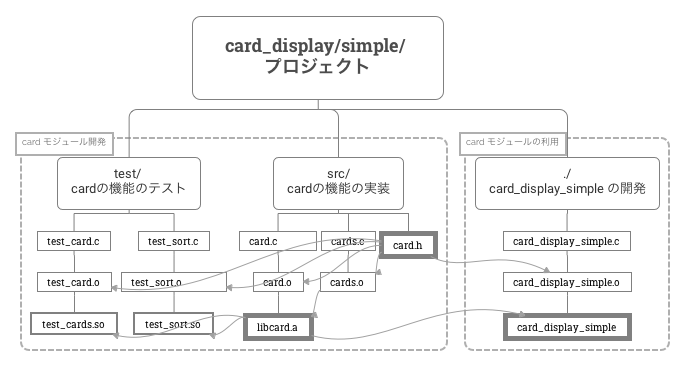 card_display/simple/
プロジェクト
card モジュール開発
card モジュールの利用
test/
cardの機能のテスト
src/
cardの機能の実装
./
card_display_simple の開発
test_card.c
test_sort.c
card.c
cards.c
card.h
card_display_simple.c
test_card.o
test_sort.o
card.o
cards.o
card_display_simple.o
test_cards.so
test_sort.so
libcard.a
card_display_simple